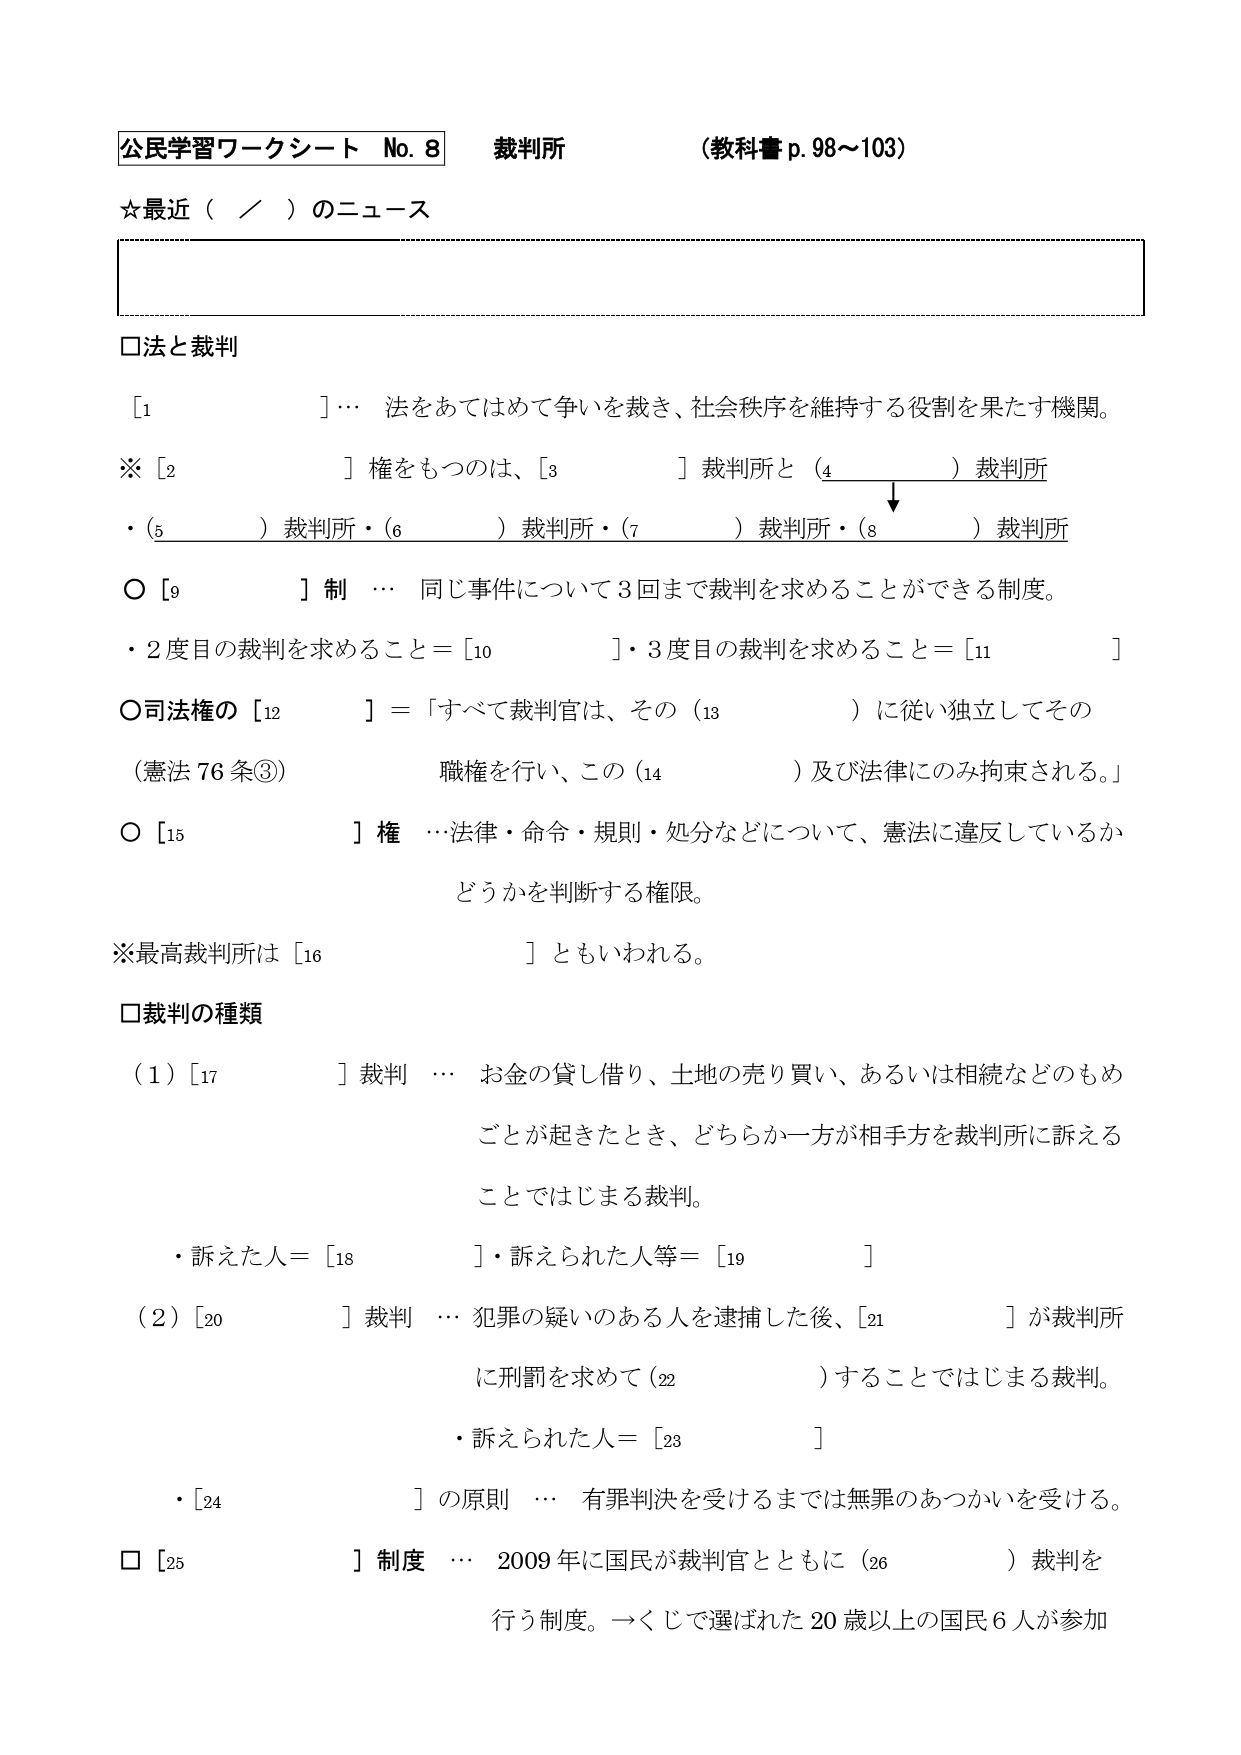 公民学習ワークシート　No.８　　裁判所　　　　　（教科書 p.98～103）
☆最近（　／　）のニュース
□法と裁判
［1　　　　　　　］…　法をあてはめて争いを裁き、社会秩序を維持する役割を果たす機関。
※［2　　　　　　　］権をもつのは、［3　　　　　］裁判所と（4　　　　　）裁判所
↓
・（5　　　　）裁判所・（6　　　　）裁判所・（7　　　　）裁判所・（8　　　　）裁判所
○［9　　　　　］制　…　同じ事件について３回まで裁判を求めることができる制度。
・２度目の裁判を求めること＝［10　　　　　］・３度目の裁判を求めること＝［11　　　　　］
○司法権の［12　　　　］＝「すべて裁判官は、その（13　　　　　　）に従い独立してその
（憲法 76 条③）　　　　　　職権を行い、この（14　　　　　　）及び法律にのみ拘束される。」
○［15　　　　　　　］権　…法律・命令・規則・処分などについて、憲法に違反しているか
どうかを判断する権限。
※最高裁判所は［16　　　　　　　　　］ともいわれる。
□裁判の種類
（１）［17　　　　　］裁判　…　お金の貸し借り、土地の売り買い、あるいは相続などのもめ
ごとが起きたとき、どちらか一方が相手方を裁判所に訴える
ことではじまる裁判。
・訴えた人＝［18　　　　　］・訴えられた人等＝［19　　　　　］
（２）［20　　　　　］裁判　…　犯罪の疑いのある人を逮捕した後、［21　　　　　］が裁判所
に刑罰を求めて（22　　　　　　）することではじまる裁判。
・訴えられた人＝［23　　　　　　］
・［24　　　　　　　　］の原則　…　有罪判決を受けるまでは無罪のあつかいを受ける。
□［25　　　　　　　］制度　…　2009 年に国民が裁判官とともに（26　　　　　）裁判を
行う制度。→くじで選ばれた 20 歳以上の国民６人が参加